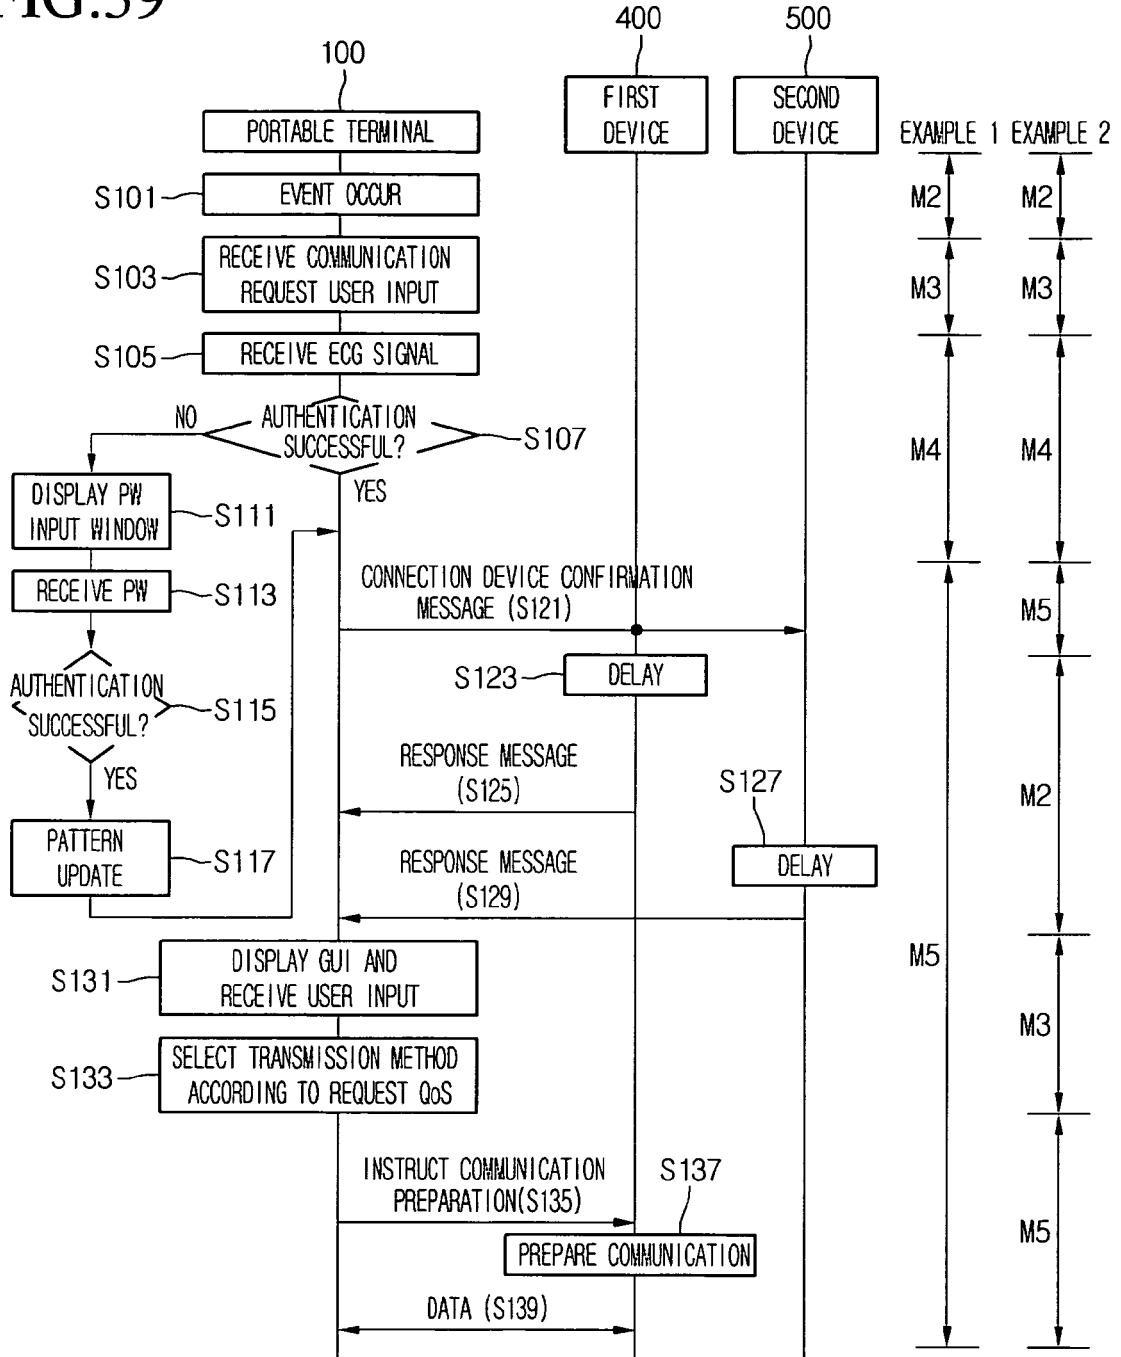 FIG.39
400
500
100
FIRST
DEVICE
SECOND
DEVICE
PORTABLE TERMINAL
EXAMPLE 1 EXAMPLE 2
S101
EVENT OCCUR
M2
M2
S103
RECEIVE COMMUNICATION
REQUEST USER INPUT
M3
M3
S105
RECEIVE ECG SIGNAL
NO
AUTHENTICATION
SUCCESSFUL?
S107
M4
M4
YES
DISPLAY PW
INPUT WINDOW
S111
RECEIVE PW
S113
CONNECTION DEVICE CONFIRMATION
MESSAGE (S121)
M5
S123
DELAY
AUTHENTICATION
SUCCESSFUL?
S115
YES
RESPONSE MESSAGE
(S125)
S127
M2
PATTERN
UPDATE
S117
RESPONSE MESSAGE
(S129)
DELAY
S131
DISPLAY GUI AND
RECEIVE USER INPUT
M5
M3
S133
SELECT TRANSMISSION METHOD
ACCORDING TO REQUEST QoS
INSTRUCT COMMUNICATION
PREPARATION(S135)
S137
M5
PREPARE COMMUNICATION
DATA (S139)